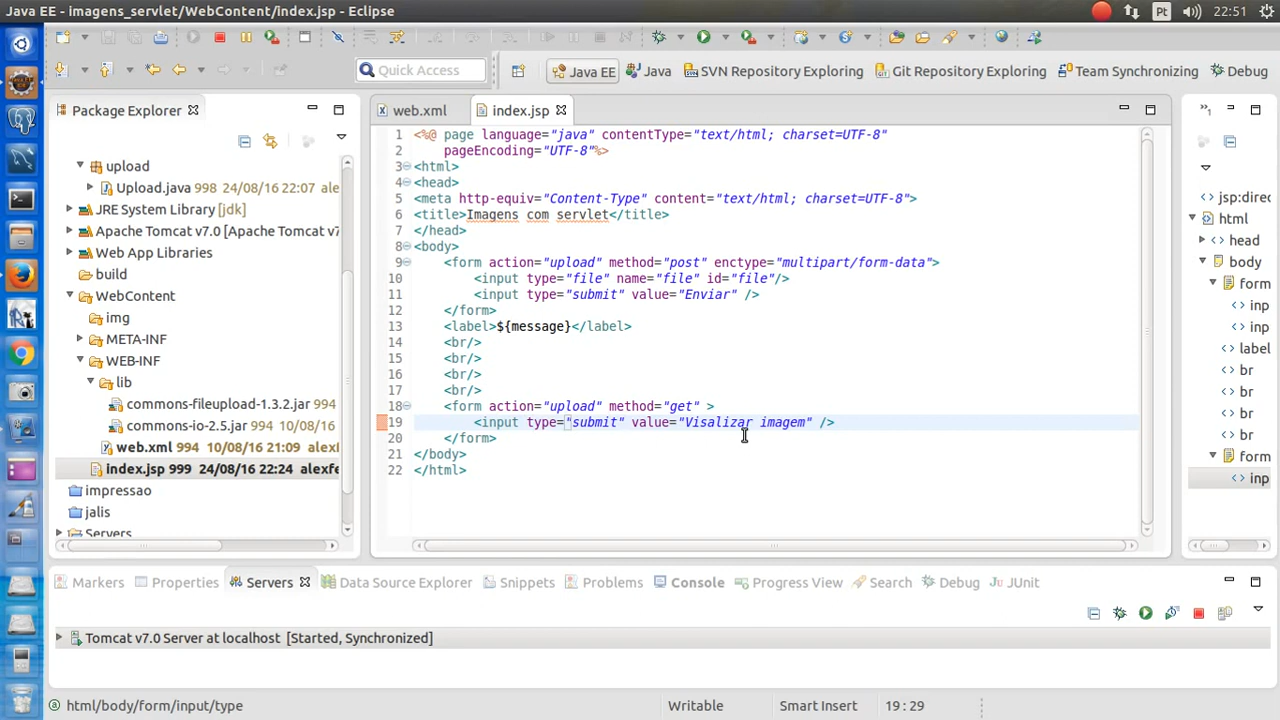 Java EE - imagens_servlet/WebContent/index.jsp - Eclipse
Pt
22:51
Quick Access
Java EE
Java
SVN Repository Exploring
Git Repository Exploring
Team Synchronizing
Debug
Package Explorer
upload
Upload.java 998 24/08/16 22:07 ale
JRE System Library [jdk]
Apache Tomcat v7.0 [Apache Tomcat v7
Web App Libraries
build
WebContent
img
META-INF
WEB-INF
lib
commons-fileupload-1.3.2.jar 994
commons-io-2.5.jar 994 10/08/16
web.xml 994 10/08/16 21:09 alex
index.jsp 999 24/08/16 22:24 alexfe
impressao
jalis
Servers
web.xml
index.jsp
1 <%@ page language="java" contentType="text/html; charset=UTF-8"
2 pageEncoding="UTF-8"%>
3 <html>
4 <head>
5 <meta http-equiv="Content-Type" content="text/html; charset=UTF-8">
6 <title>Imagens com servlet</title>
7 </head>
8 <body>
9 <form action="upload" method="post" enctype="multipart/form-data">
10 <input type="file" name="file" id="file"/>
11 <input type="submit" value="Enviar" />
12 </form>
13 <label>${message}</label>
14 <br/>
15 <br/>
16 <br/>
17 <br/>
18 <form action="upload" method="get" >
19 <input type="submit" value="Visalizar imagem" />
20 </form>
21 </body>
22 </html>
jsp:direc
html
head
body
form
inp
inp
label
br
br
br
br
form
inp
Markers
Properties
Servers
Data Source Explorer
Snippets
Problems
Console
Progress View
Search
Debug
JUnit
Tomcat v7.0 Server at localhost [Started, Synchronized]
html/body/form/input/type
Writable
Smart Insert
19 : 29